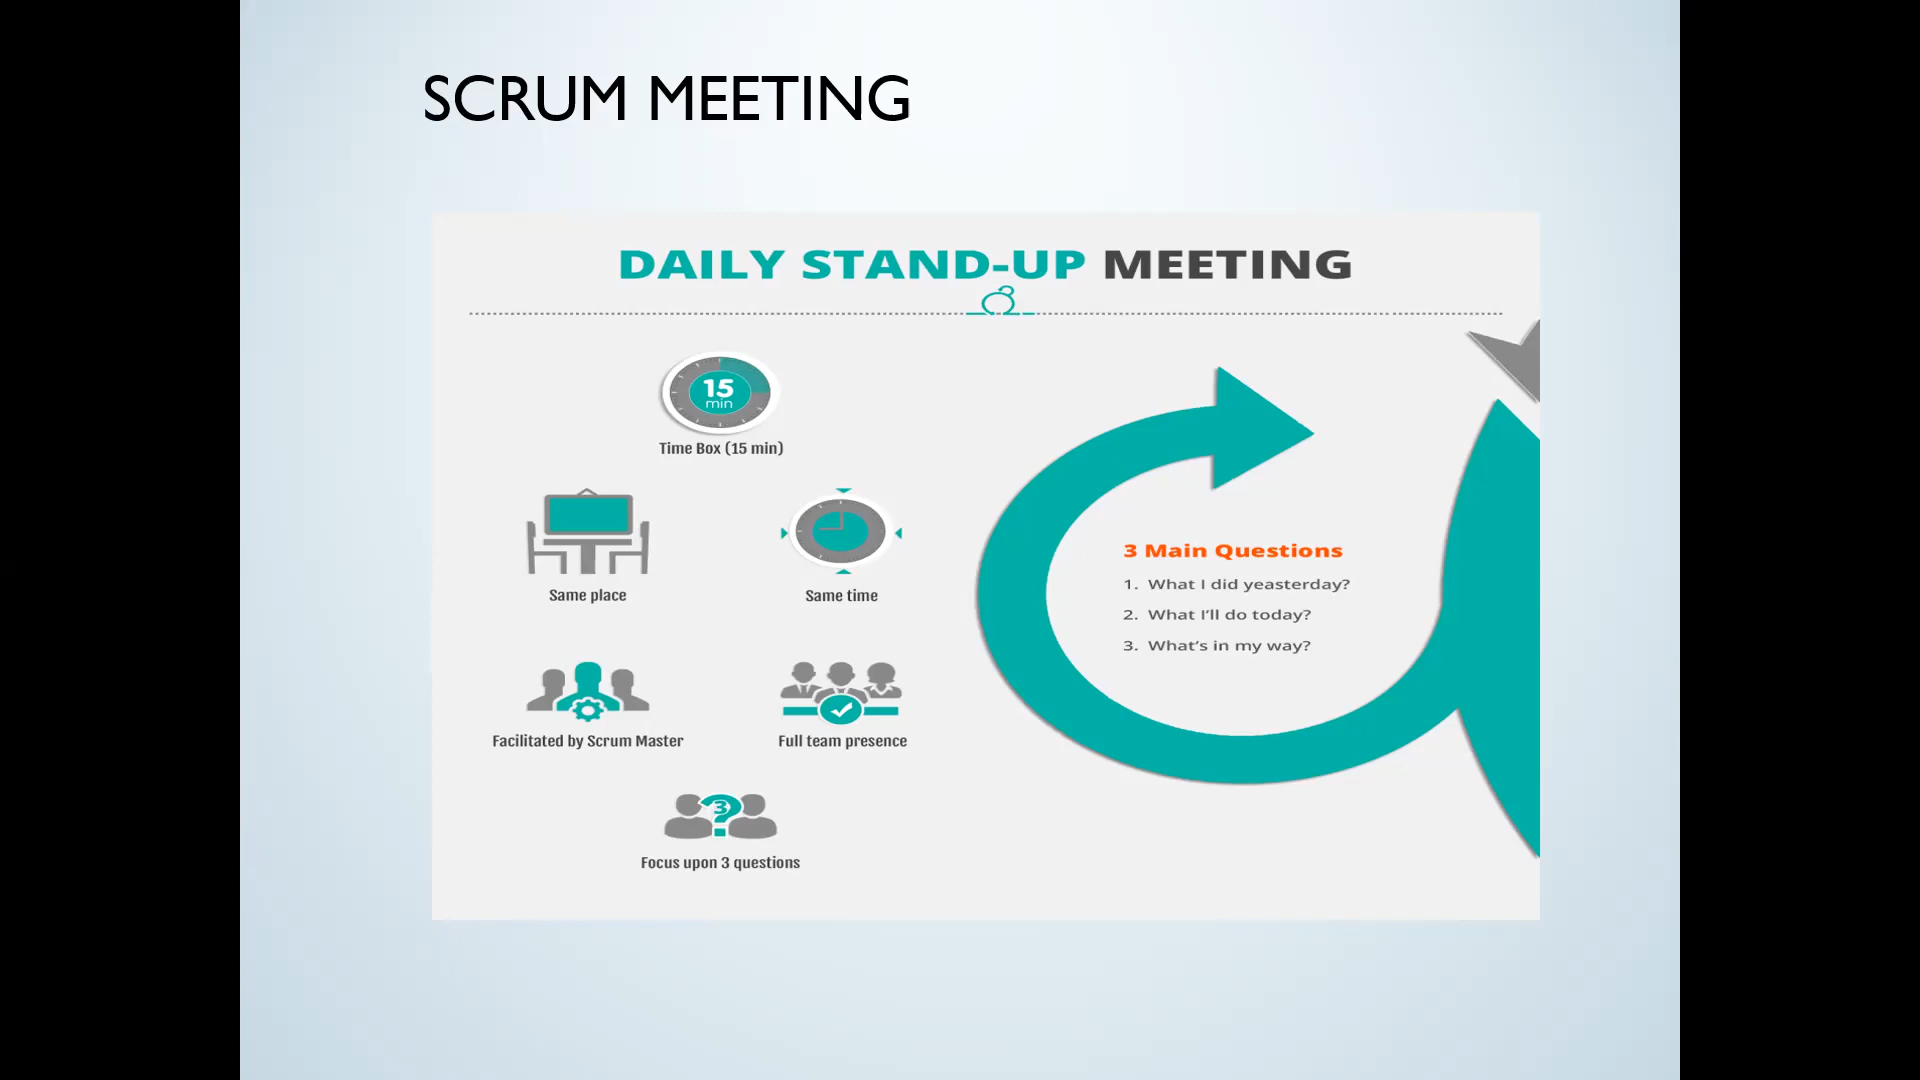 SCRUM MEETING
DAILY STAND-UP MEETING
15
min
Time Box (15 min)
Same place
Same time
Facilitated by Scrum Master
Full team presence
3
Focus upon 3 questions
3 Main Questions
1. What I did yeasterday?
2. What I'll do today?
3. What's in my way?